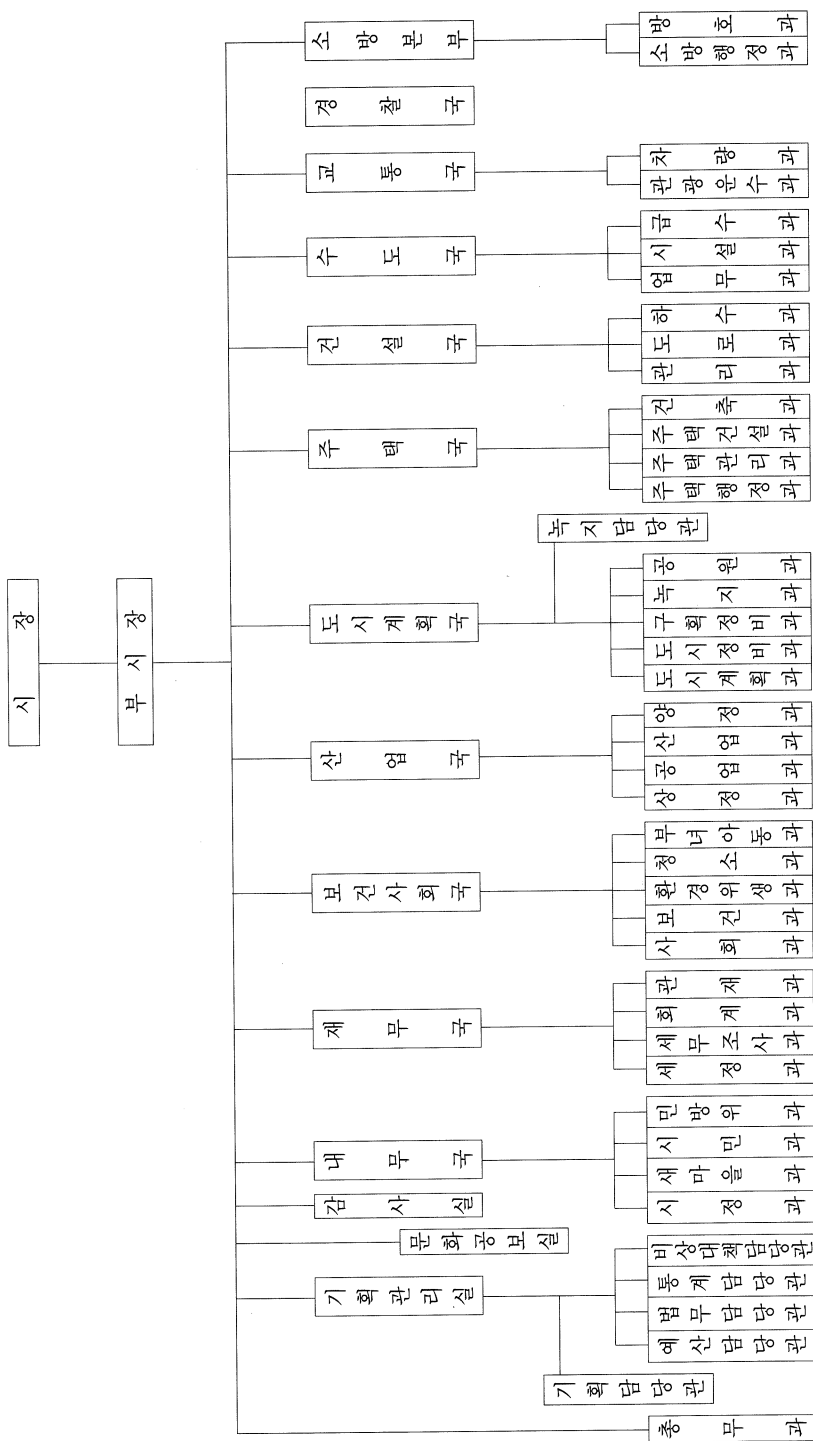 시장
부시장
총무과
기획관리실
기획담당관
예산담당관
법무담당관
통계담당관
비상대책담당관
문화공보실
감사실
내무국
시정과
새마을과
시민과
민방위과
재무국
세정과
세무조사과
회계과
관재과
보건사회국
사회과
보건과
환경위생과
청소과
부녀아동과
산업국
상정과
공업과
산업과
양정과
도시계획국
녹지담당관
도시계획과
도시정비과
구획정비과
녹지과
공원과
주택국
주택행정과
주택관리과
주택건설과
건축과
건설국
관리과
도로과
하수과
수도국
업무과
시설과
급수과
교통국
관광운수과
차량과
경찰국
소방본부
소방행정과
방호과